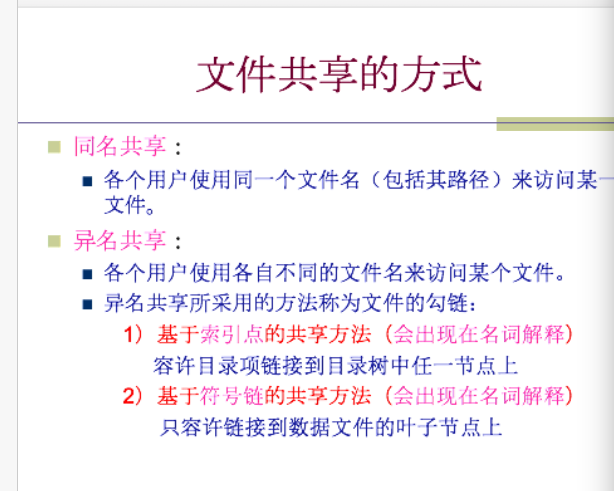 文件共享的方式
同名共享：
各个用户使用同一个文件名（包括其路径）来访问某一
文件。
异名共享：
各个用户使用各自不同的文件名来访问某个文件。
异名共享所采用的方法称为文件的勾链：
1）基于索引点的共享方法（会出现在名词解释）
容许目录项链接到目录树中任一节点上
2）基于符号链的共享方法（会出现在名词解释）
只容许链接到数据文件的叶子节点上